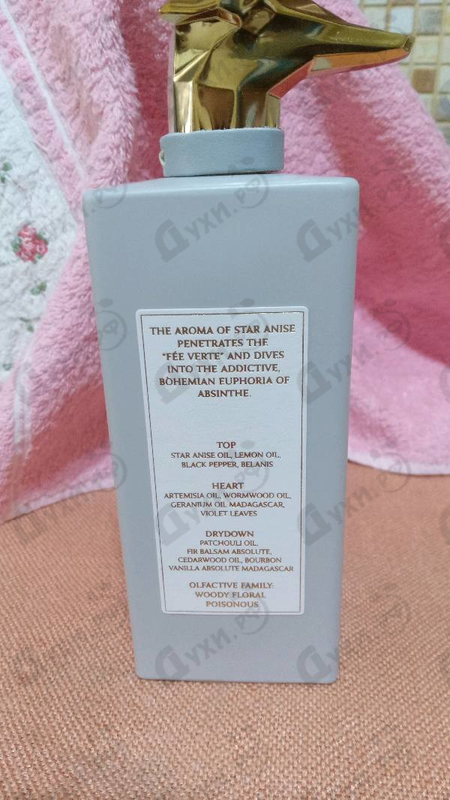 THE AROMA OF STAR ANISE
PENETRATES THE
"FÉE VERTE" AND DIVES
INTO THE ADDICTIVE,
BOHEMIAN EUPHORIA OF
ABSINTHE.
TOP
STAR ANISE OIL, LEMON OIL,
BLACK PEPPER, BELANIS
HEART
ARTEMISIA OIL, WORMWOOD OIL,
GERANIUM OIL MADAGASCAR,
VIOLET LEAVES
DRYDOWN
PATCHOULI OIL,
FIR BALSAM ABSOLUTE,
CEDARWOOD OIL, BOURBON
VANILLA ABSOLUTE MADAGASCAR
OLFACTIVE FAMILY
WOODY FLORAL
POISONOUS
Духи.рф